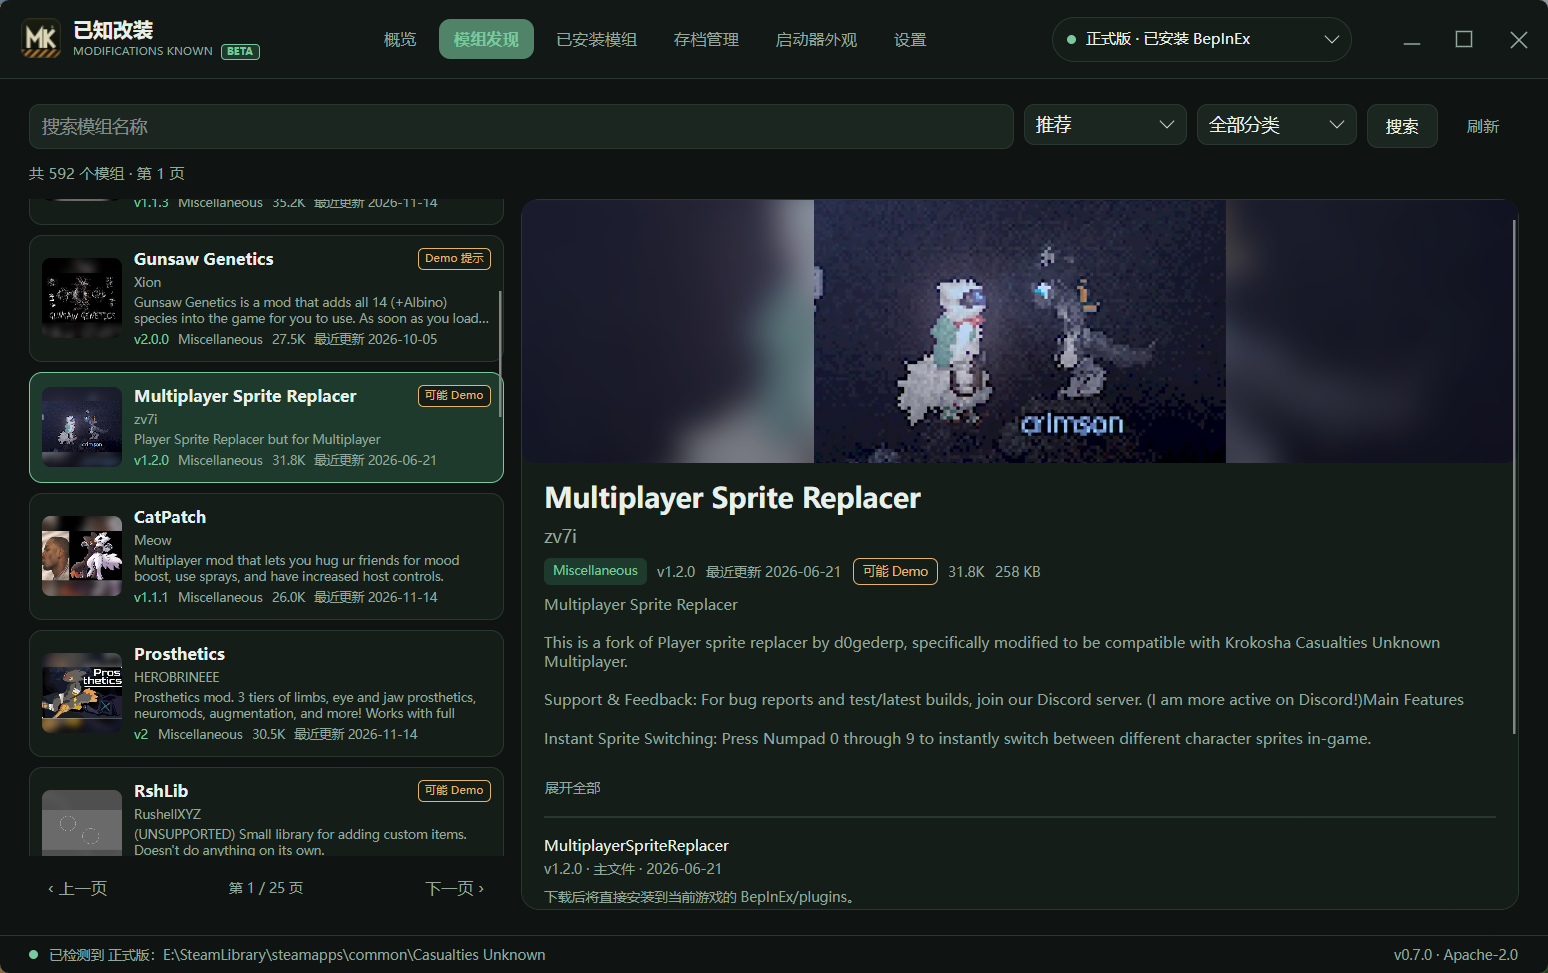 MK
已知改装
MODIFICATIONS KNOWN BETA
概览 模组发现 已安装模组 存档管理 启动器外观 设置
正式版 · 已安装 BepInEx
搜索模组名称
推荐
全部分类
搜索
刷新
共 592 个模组 · 第 1 页
v1.1.3 Miscellaneous 35.2K 最近更新 2026-11-14
Gunsaw Genetics
Demo 提示
Xion
Gunsaw Genetics is a mod that adds all 14 (+Albino)
species into the game for you to use. As soon as you load...
v2.0.0 Miscellaneous 27.5K 最近更新 2026-10-05
GUNSAW GENETICS
Multiplayer Sprite Replacer
可能 Demo
zv7i
Player Sprite Replacer but for Multiplayer
v1.2.0 Miscellaneous 31.8K 最近更新 2026-06-21
CatPatch
Meow
Multiplayer mod that lets you hug ur friends for mood
boost, use sprays, and have increased host controls.
v1.1.1 Miscellaneous 26.0K 最近更新 2026-11-14
Prosthetics
HEROBRINEEE
Prosthetics mod. 3 tiers of limbs, eye and jaw prosthetics,
neuromods, augmentation, and more! Works with full
v2 Miscellaneous 30.5K 最近更新 2026-11-14
Pros
thetics
RshLib
可能 Demo
RushellXYZ
(UNSUPPORTED) Small library for adding custom items.
Doesn't do anything on its own.
‹ 上一页
第 1 / 25 页
下一页 ›
crimson
Multiplayer Sprite Replacer
zv7i
Miscellaneous v1.2.0 最近更新 2026-06-21 可能 Demo 31.8K 258 KB
Multiplayer Sprite Replacer
This is a fork of Player sprite replacer by d0gederp, specifically modified to be compatible with Krokosha Casualties Unknown
Multiplayer.
Support & Feedback: For bug reports and test/latest builds, join our Discord server. (I am more active on Discord!)Main Features
Instant Sprite Switching: Press Numpad 0 through 9 to instantly switch between different character sprites in-game.
展开全部
MultiplayerSpriteReplacer
v1.2.0 · 主文件 · 2026-06-21
下载后将直接安装到当前游戏的 BepInEx/plugins。
已检测到 正式版：E:\SteamLibrary\steamapps\common\Casualties Unknown
v0.7.0 · Apache-2.0